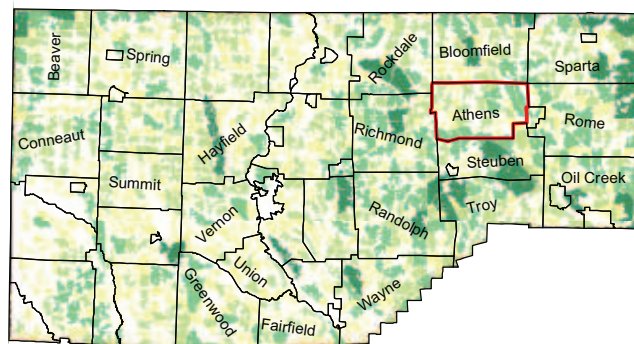 Beaver
Spring
Rockdale
Bloomfield
Sparta
Conneaut
Hayfield
Richmond
Athens
Rome
Summit
Steuben
Vernon
Randolph
Troy
Oil Creek
Union
Greenwood
Wayne
Fairfield